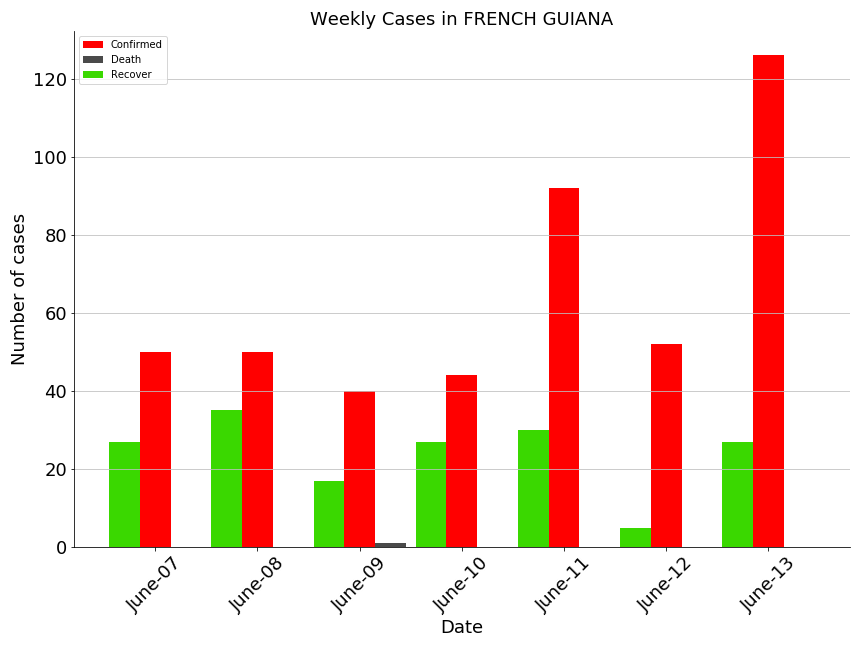 Weekly Cases in FRENCH GUIANA
Confirmed
Death
Recover
Number of cases
120
100
80
60
40
20
0
June-07
June-08
June-09
June-10
June-11
June-12
June-13
Date